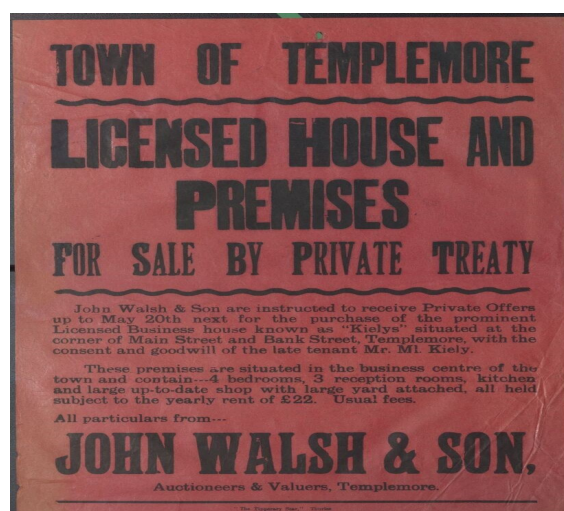 TOWN OF TEMPLEMORE
LICENSED HOUSE AND
PREMISES
FOR SALE BY PRIVATE TREATY
John Walsh & Son are instructed to receive Private Offers
up to May 20th next for the purchase of the prominent
Licensed Business house known as "Kielys" situated at the
corner of Main Street and Bank Street, Templemore, with the
consent and goodwill of the late tenant Mr. Ml. Kiely.
These premises are situated in the business centre of the
town and contain---4 bedrooms, 3 reception rooms, kitchen
and large up-to-date shop with large yard attached, all held
subject to the yearly rent of £22. Usual fees.
All particulars from---
JOHN WALSH & SON,
Auctioneers & Valuers, Templemore.